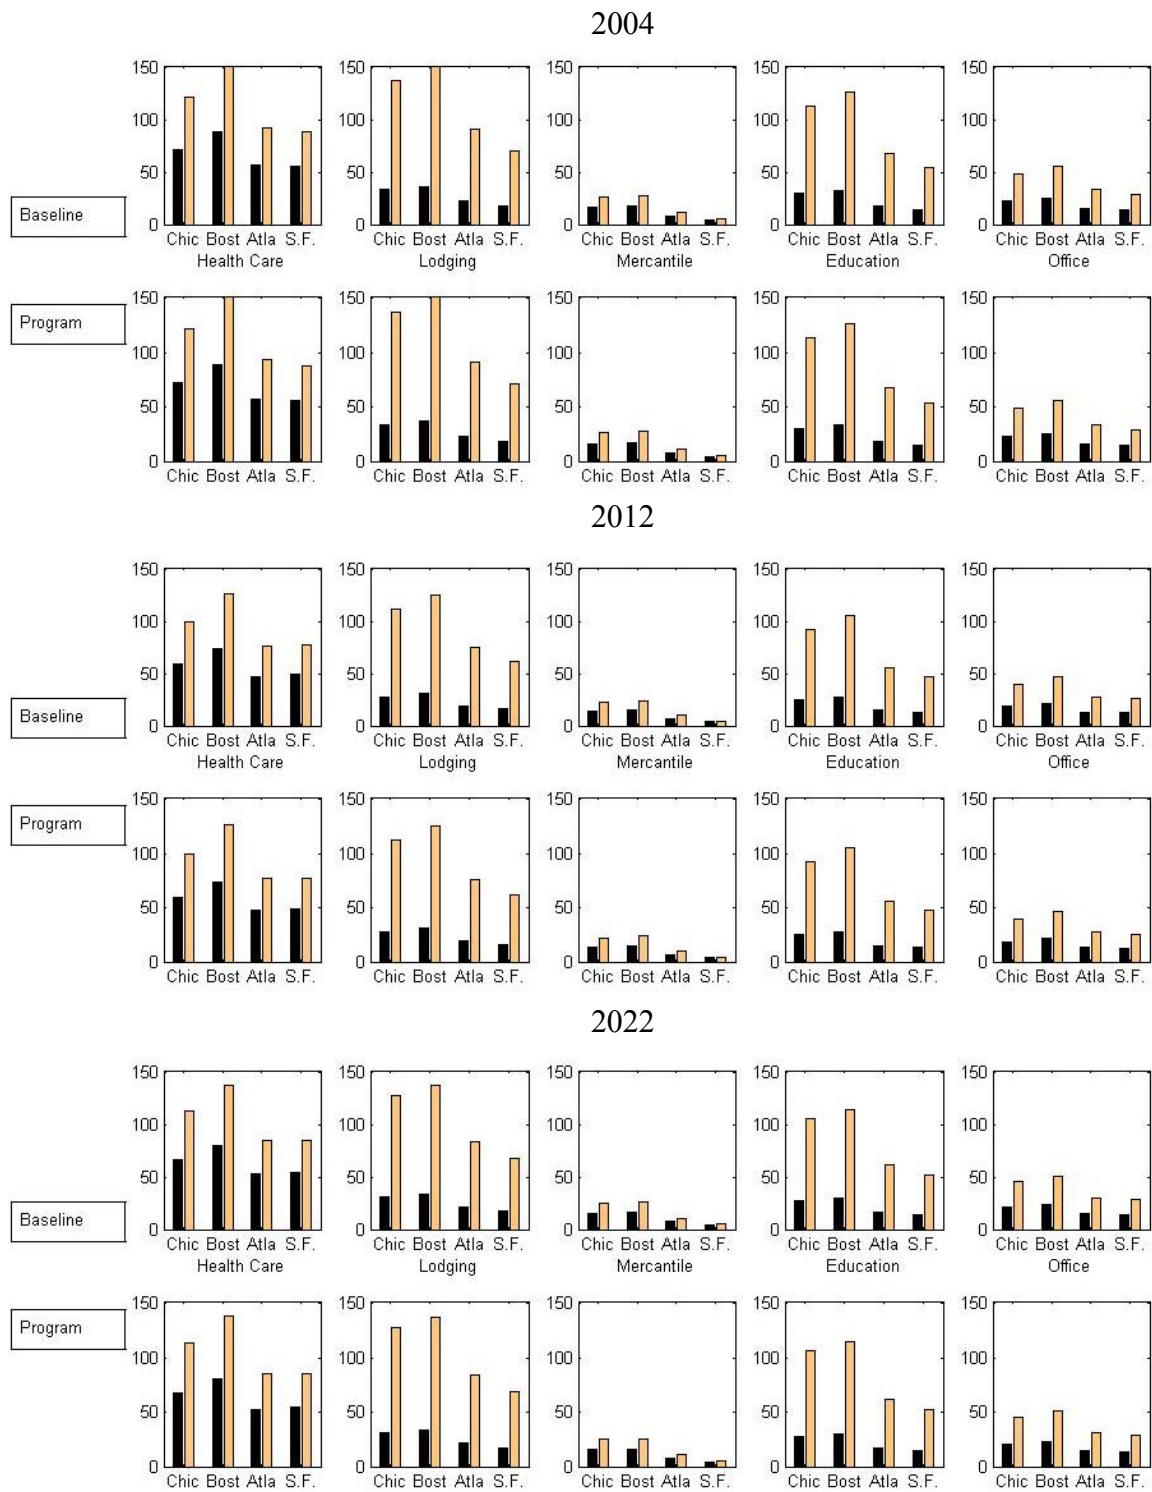 2004
150 150 150 150 150
100 100 100 100 100
50 50 50 50 50
Baseline
0 0 0 0 0
Chic Bost Atla S.F. Chic Bost Atla S.F. Chic Bost Atla S.F. Chic Bost Atla S.F. Chic Bost Atla S.F.
Health Care Lodging Mercantile Education Office
150 150 150 150 150
Program
100 100 100 100 100
50 50 50 50 50
0 0 0 0 0
Chic Bost Atla S.F. Chic Bost Atla S.F. Chic Bost Atla S.F. Chic Bost Atla S.F. Chic Bost Atla S.F.
2012
150 150 150 150 150
100 100 100 100 100
50 50 50 50 50
Baseline
0 0 0 0 0
Chic Bost Atla S.F. Chic Bost Atla S.F. Chic Bost Atla S.F. Chic Bost Atla S.F. Chic Bost Atla S.F.
Health Care Lodging Mercantile Education Office
150 150 150 150 150
Program
100 100 100 100 100
50 50 50 50 50
0 0 0 0 0
Chic Bost Atla S.F. Chic Bost Atla S.F. Chic Bost Atla S.F. Chic Bost Atla S.F. Chic Bost Atla S.F.
2022
150 150 150 150 150
100 100 100 100 100
50 50 50 50 50
Baseline
0 0 0 0 0
Chic Bost Atla S.F. Chic Bost Atla S.F. Chic Bost Atla S.F. Chic Bost Atla S.F. Chic Bost Atla S.F.
Health Care Lodging Mercantile Education Office
150 150 150 150 150
Program
100 100 100 100 100
50 50 50 50 50
0 0 0 0 0
Chic Bost Atla S.F. Chic Bost Atla S.F. Chic Bost Atla S.F. Chic Bost Atla S.F. Chic Bost Atla S.F.